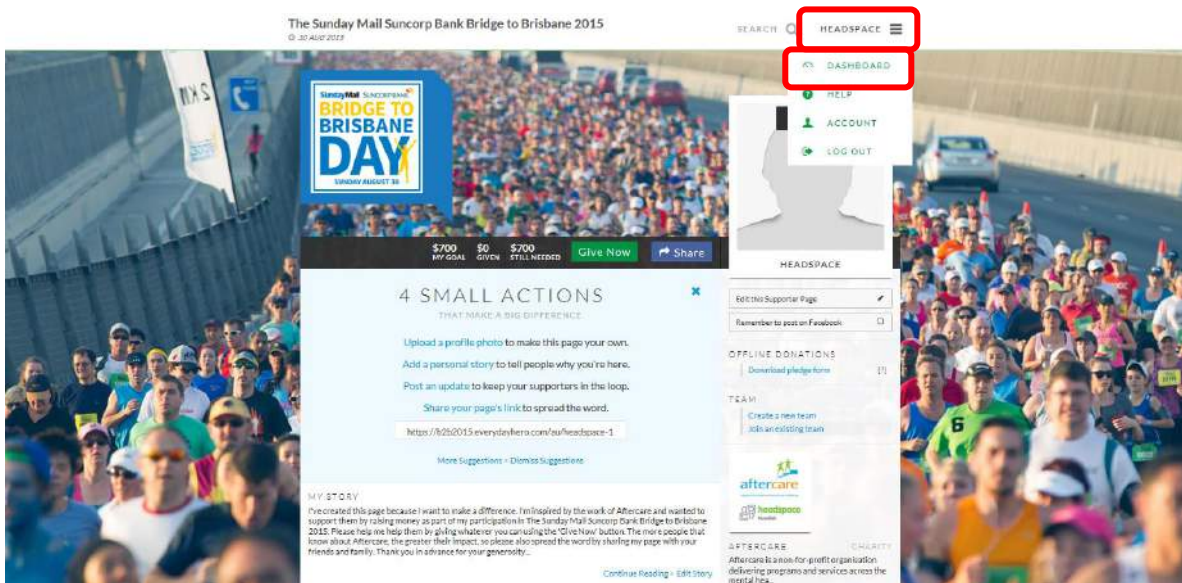 The Sunday Mail Suncorp Bank Bridge to Brisbane 2015
30 AUG 2015
SEARCH
HEADSPACE
DASHBOARD
HELP
ACCOUNT
LOG OUT
2 KM
SundayMail SUNCORP BANK
BRIDGE TO
BRISBANE
DAY
SUNDAY AUGUST 30
$700
MY GOAL
$0
GIVEN
$700
STILL NEEDED
Give Now
Share
HEADSPACE
Edit this Supporter Page
Remember to post on Facebook
4 SMALL ACTIONS
THAT MAKE A BIG DIFFERENCE
Upload a profile photo to make this page your own.
Add a personal story to tell people why you're here.
Post an update to keep your supporters in the loop.
Share your page's link to spread the word.
https://b2b2015.everydayhero.com/au/headspace-1
More Suggestions • Dismiss Suggestions
OFFLINE DONATIONS
Download pledge form [?]
TEAM
Create a new team
Join an existing team
aftercare
headspace
MY STORY
I've created this page because I want to make a difference. I'm inspired by the work of Aftercare and wanted to
support them by raising money as part of my participation in The Sunday Mail Suncorp Bank Bridge to Brisbane
2015. Please help me help them by giving whatever you can using the 'Give Now' button. The more people that
know about Aftercare, the greater their impact, so please also spread the word by sharing my page with your
friends and family. Thank you in advance for your generosity...
Continue Reading • Edit Story
AFTERCARE CHARITY
Aftercare is a non-for-profit organisation
delivering programs and services across the
mental hea...
6